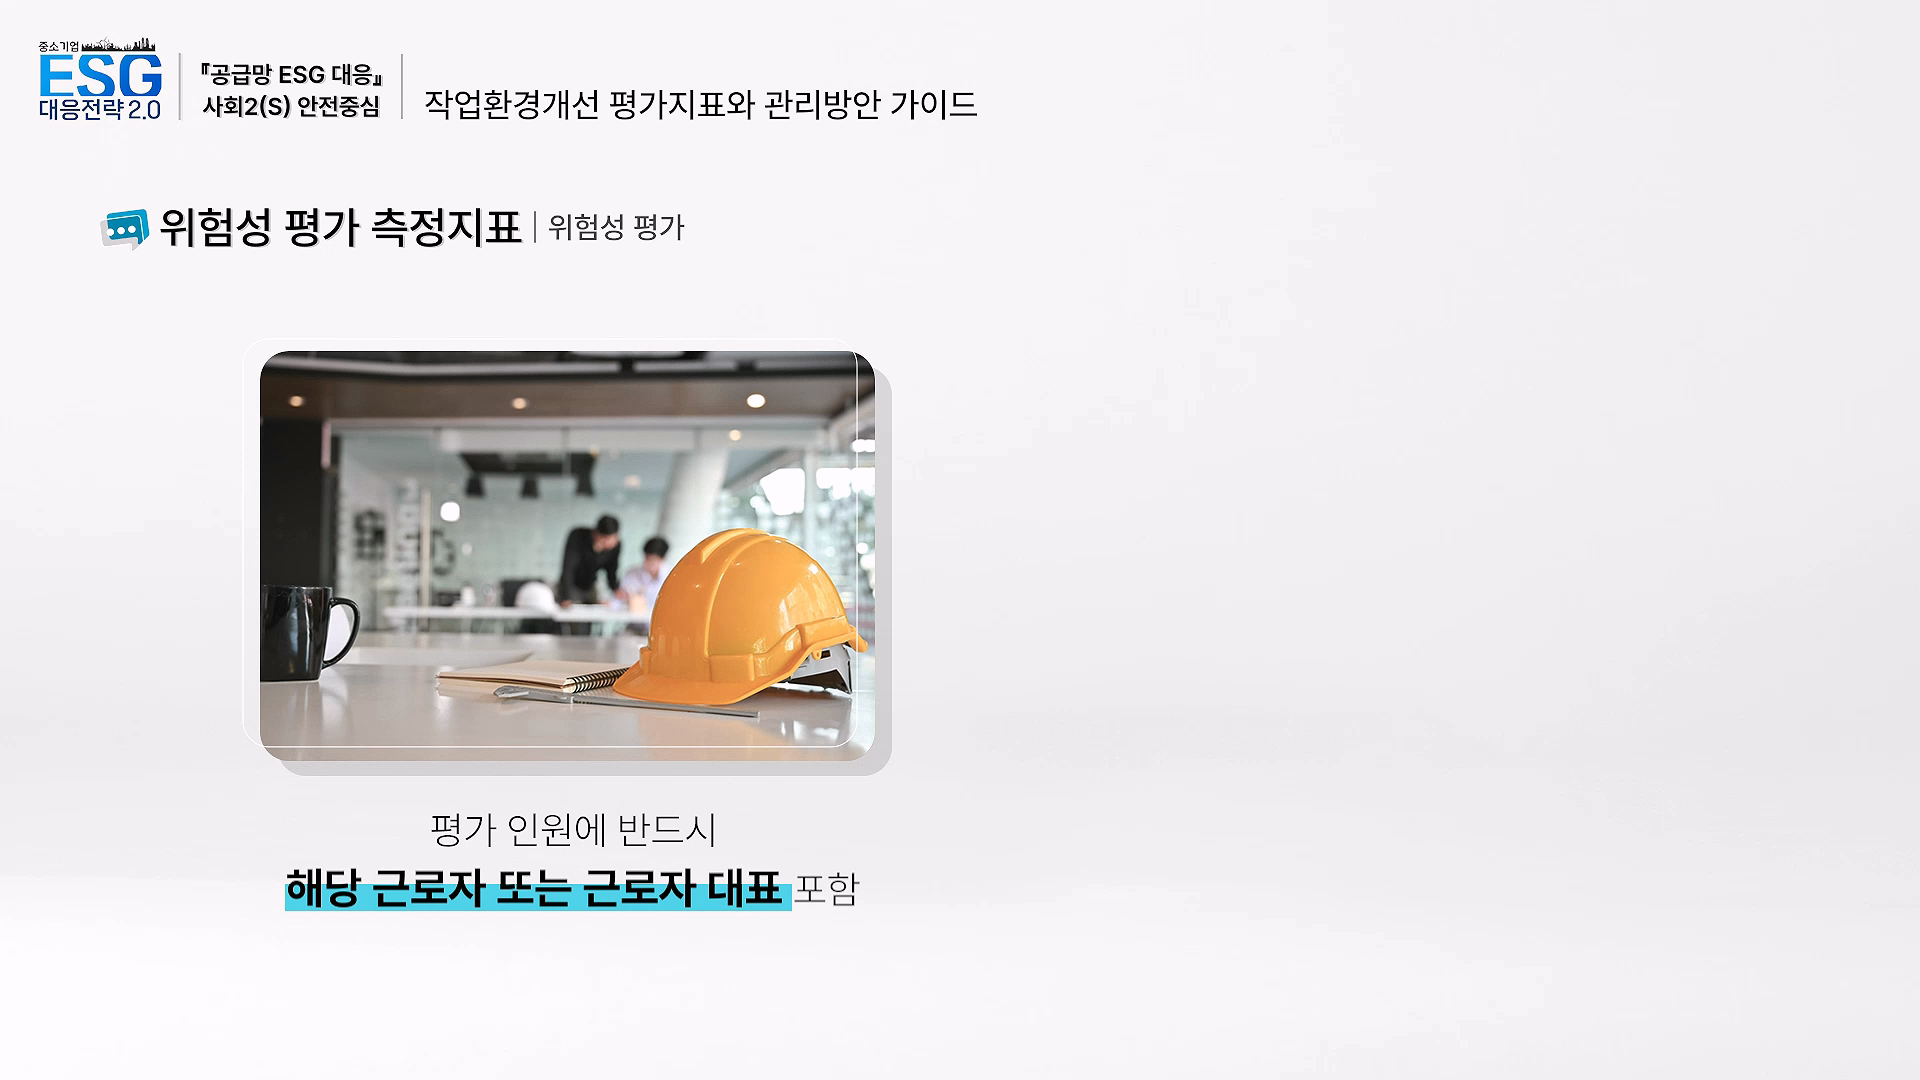 중소기업
ESG
대응전략 2.0
『공급망 ESG 대응』
사회2(S) 안전중심
작업환경개선 평가지표와 관리방안 가이드
위험성 평가 측정지표
위험성 평가
평가 인원에 반드시
해당 근로자 또는 근로자 대표 포함